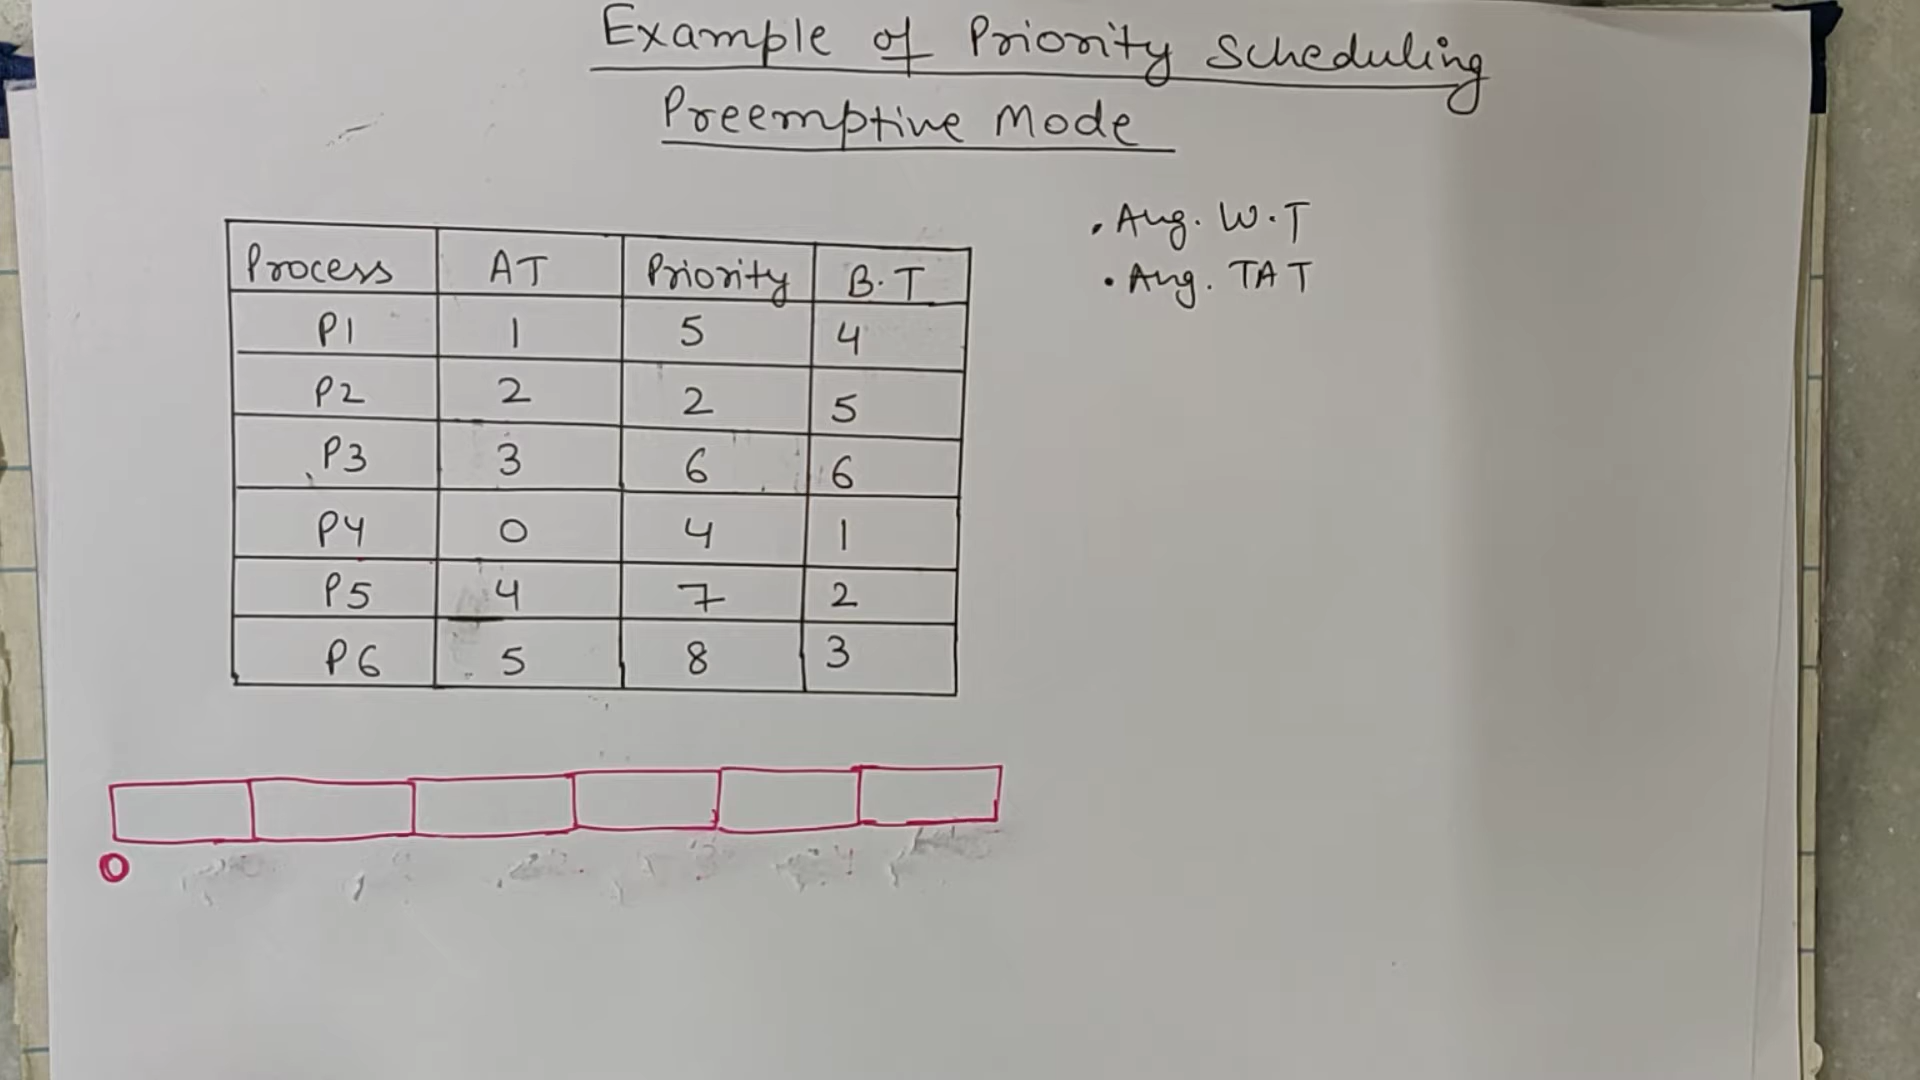 Example of Priority Scheduling
Preemptive Mode
. Avg. W.T
. Avg. TAT
Process AT Priority B.T
P1 1 5 4
P2 2 2 5
P3 3 6 6
P4 0 4 1
P5 4 7 2
P6 5 8 3
0